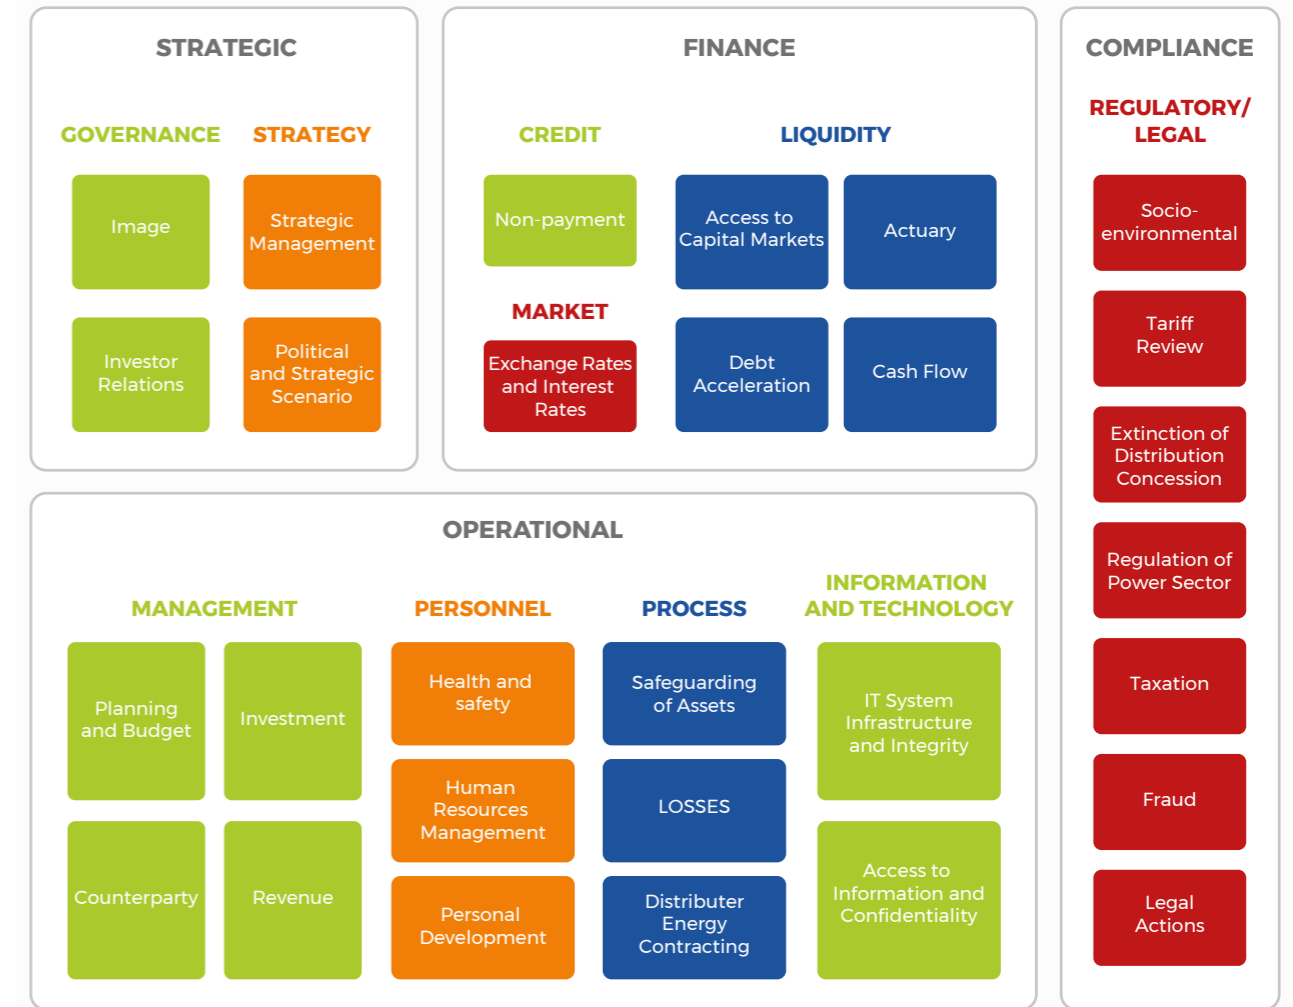 STRATEGIC
GOVERNANCE
STRATEGY
Image
Strategic
Management
Investor
Relations
Political
and Strategic
Scenario
FINANCE
CREDIT
LIQUIDITY
Non-payment
Access to
Capital Markets
Actuary
MARKET
Exchange Rates
and Interest
Rates
Debt
Acceleration
Cash Flow
COMPLIANCE
REGULATORY/
LEGAL
Socio-
environmental
Tariff
Review
Extinction of
Distribution
Concession
Regulation of
Power Sector
Taxation
Fraud
Legal
Actions
OPERATIONAL
MANAGEMENT
PERSONNEL
PROCESS
INFORMATION
AND TECHNOLOGY
Planning
and Budget
Investment
Counterparty
Revenue
Health and
safety
Human
Resources
Management
Personal
Development
Safeguarding
of Assets
LOSSES
Distributer
Energy
Contracting
IT System
Infrastructure
and Integrity
Access to
Information and
Confidentiality